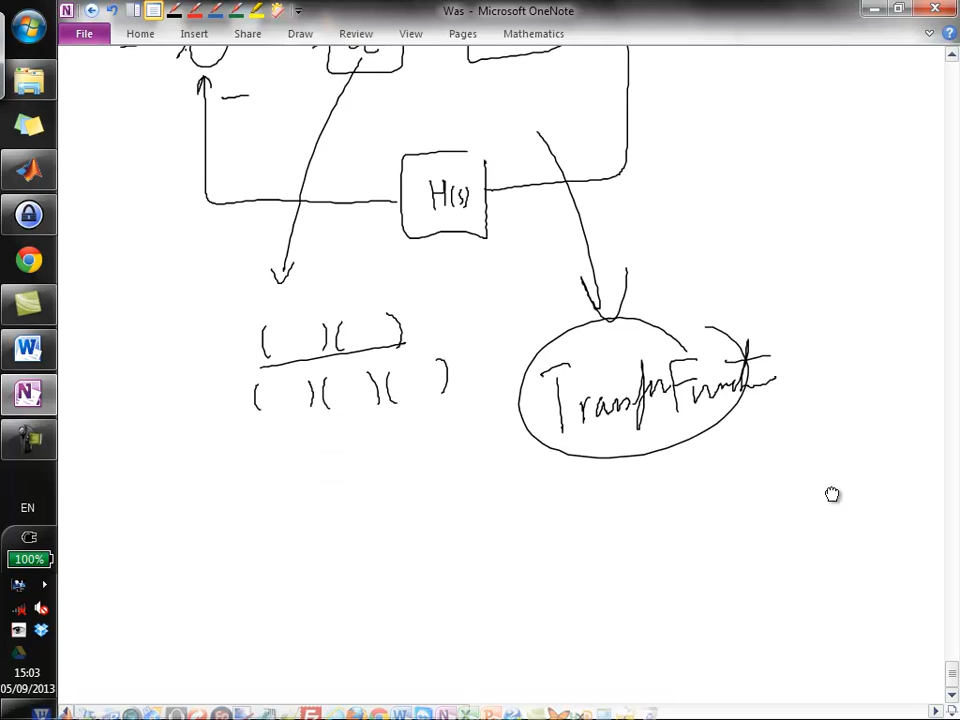 Was - Microsoft OneNote
File Home Insert Share Draw Review View Pages Mathematics
-
H(s)
( )( )
( )( )( )
Transfer Funct
EN
100%
15:03
05/09/2013